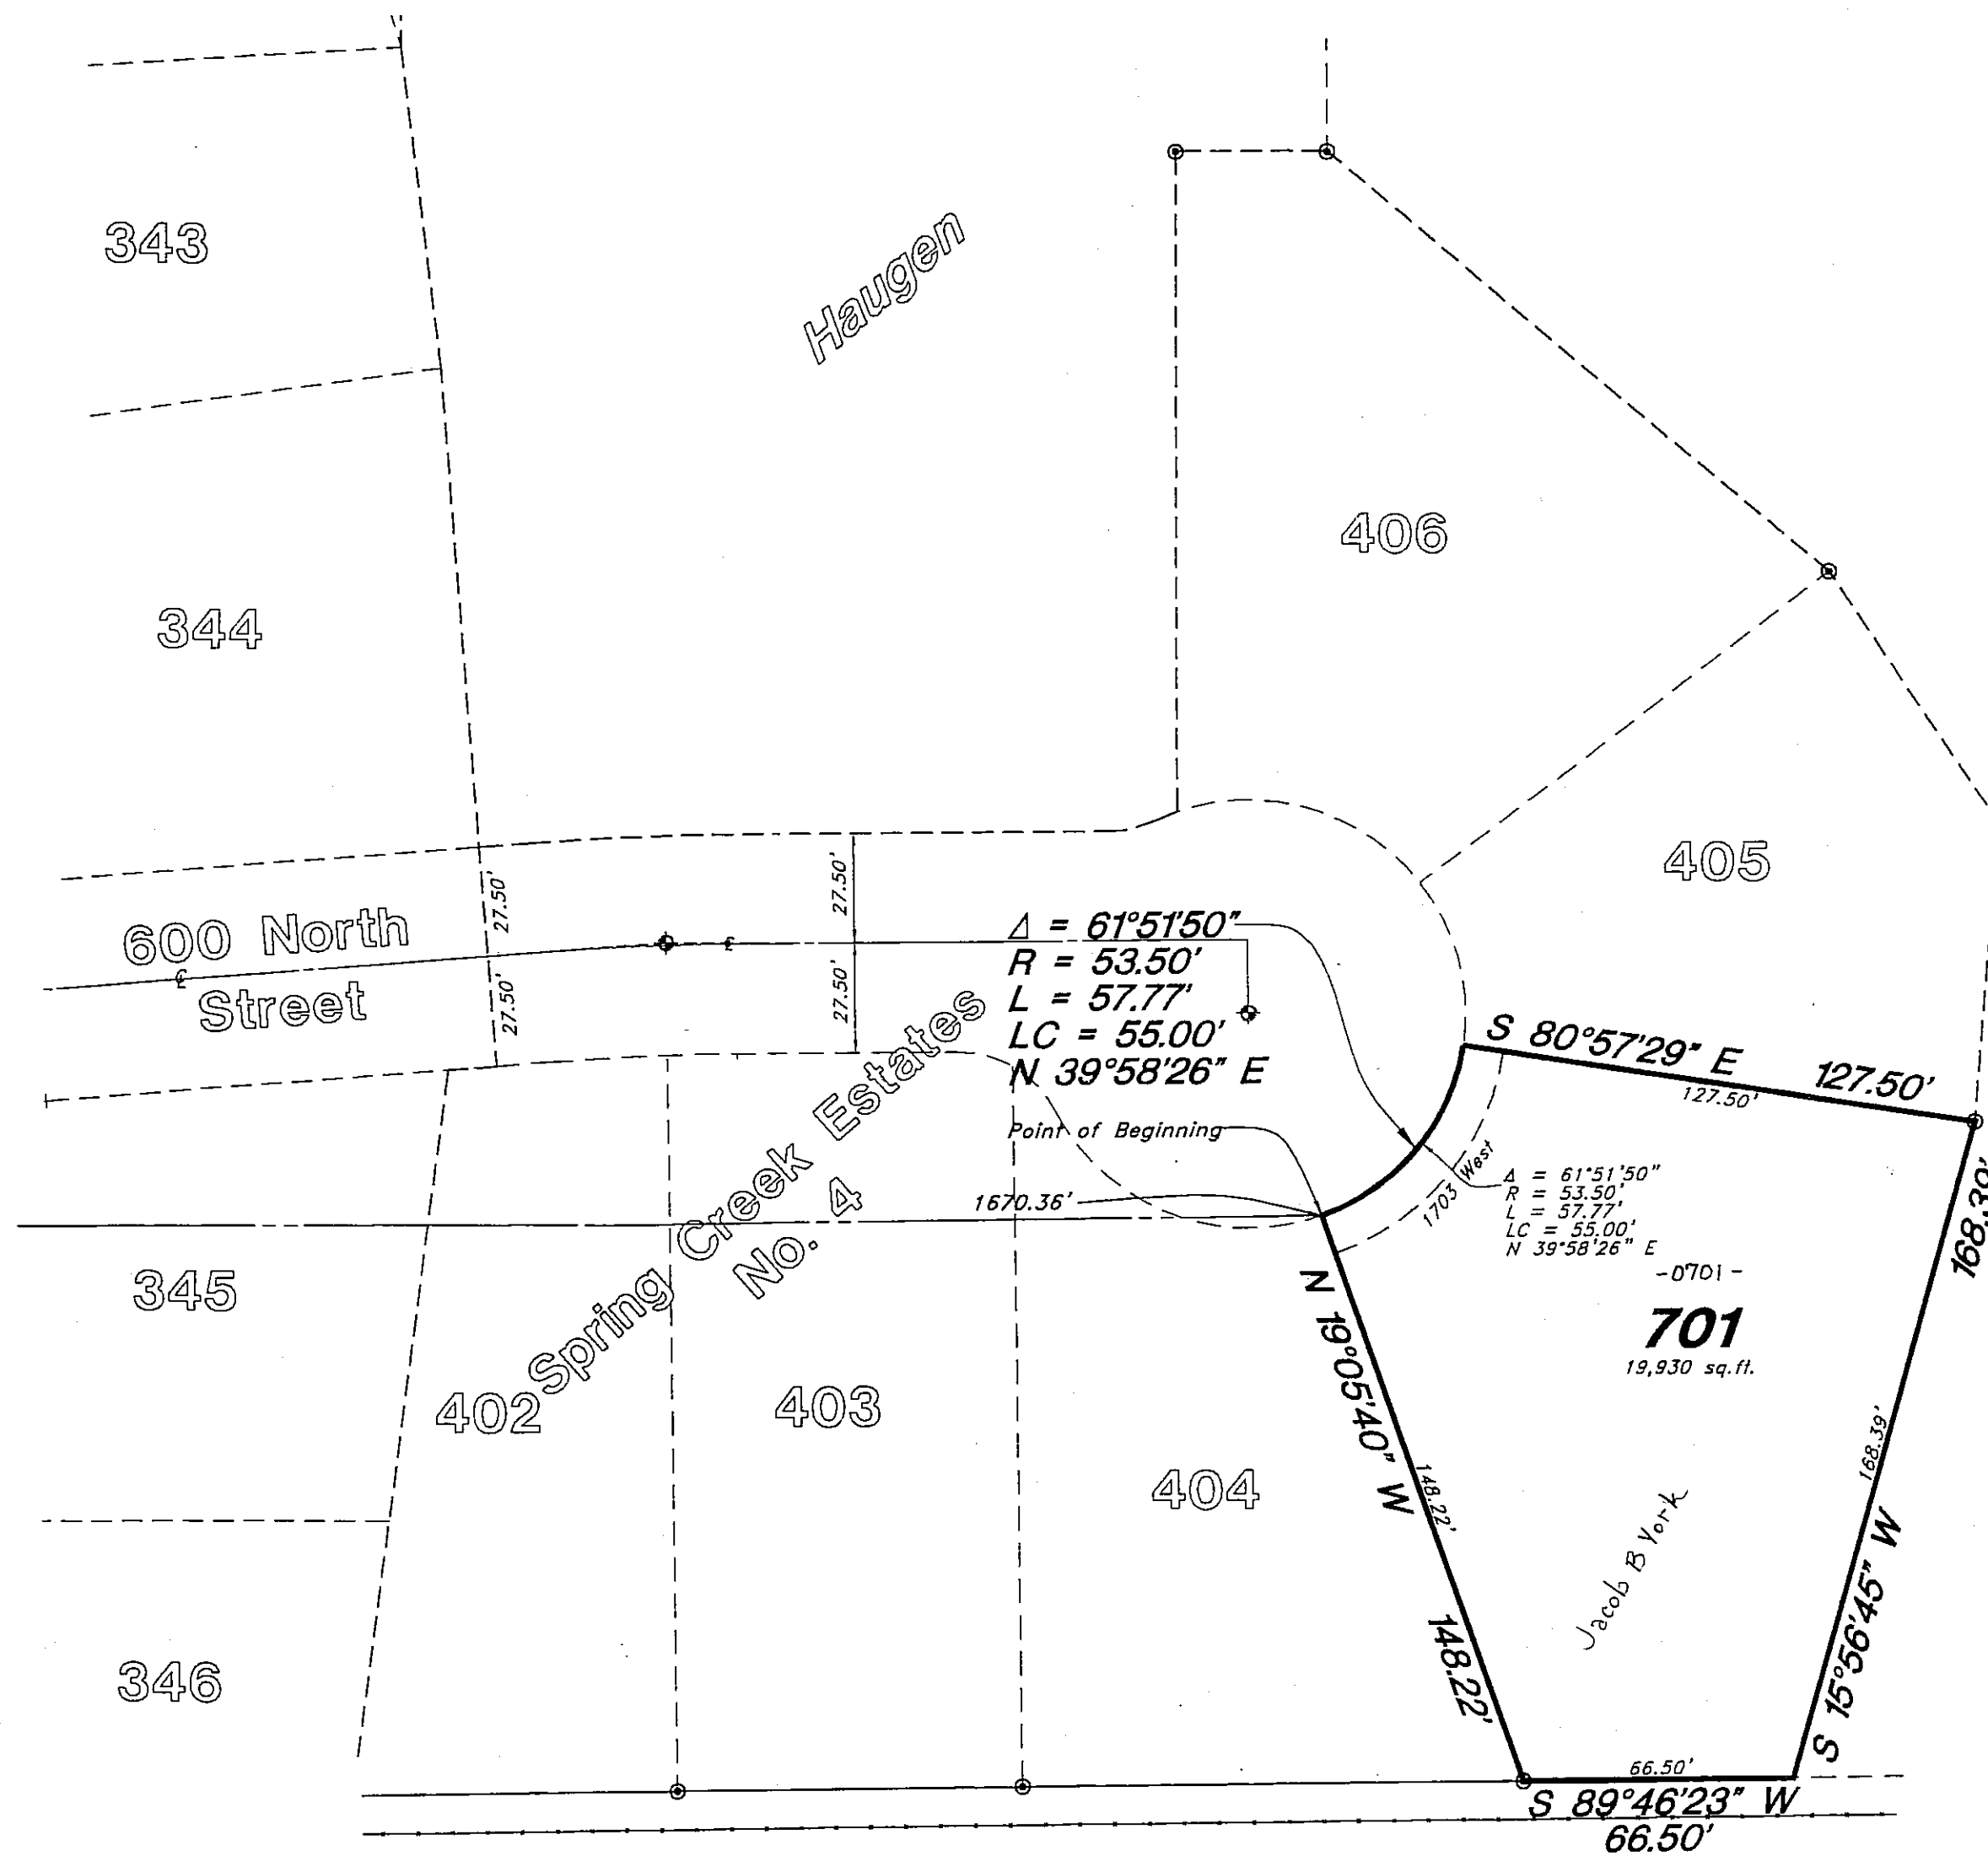 343
Haugen
406
344
405
600 North
Street
27.50'
27.50'
27.50'
27.50'
Δ = 61°51'50"
R = 53.50'
L = 57.77'
LC = 55.00'
N 39°58'26" E
Point of Beginning
1670.36'
S 80°57'29" E
127.50'
127.50'
1703 West
Δ = 61°51'50"
R = 53.50'
L = 57.77'
LC = 55.00'
N 39°58'26" E
-0701-
701
19,930 sq.ft.
168.39'
168.39'
S 15°56'45" W
Spring Creek Estates
No. 4
345
402
403
404
346
N 19°05'40" W
148.22'
148.22'
Jacob B York
66.50'
S 89°46'23" W
66.50'